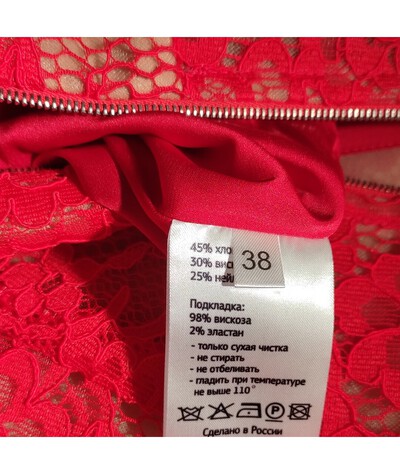 45% хло
30% виск
25% ней
38
Подкладка:
98% вискоза
2% эластан
- только сухая чистка
- не стирать
- не отбеливать
- гладить при температуре
не выше 110°
P
Сделано в России